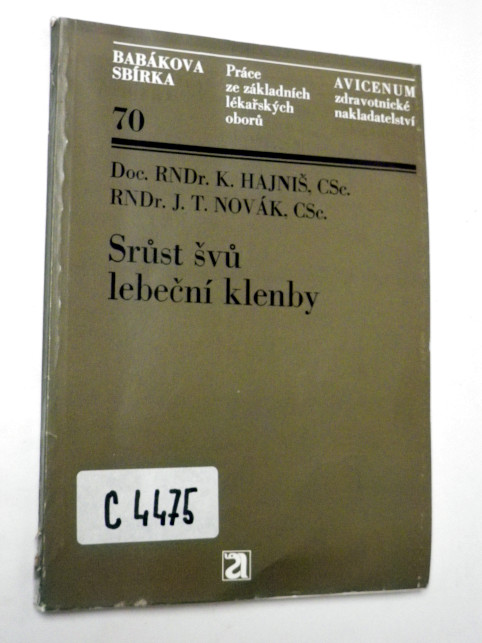 BABÁKOVA
SBÍRKA
Práce
ze základních
lékařských
oborů
AVICENUM
zdravotnické
nakladatelství
70
Doc. RNDr. K. HAJNIŠ, CSc.
RNDr. J. T. NOVÁK, CSc.
Srůst švů
lebeční klenby
C 4475
a